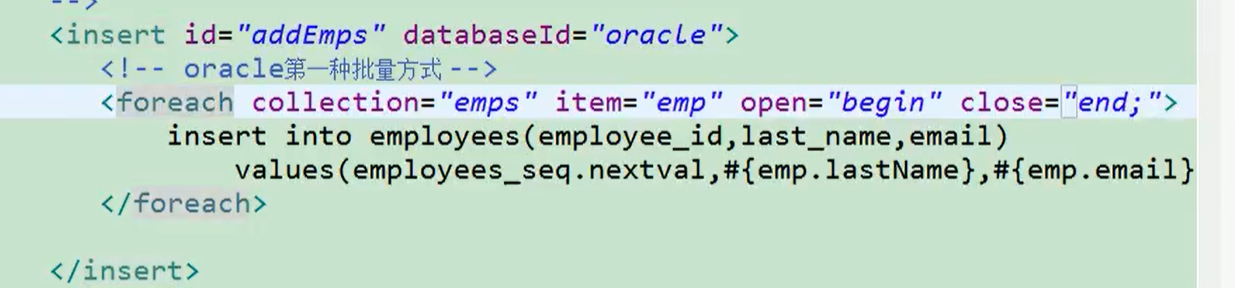 -->
<insert id="addEmps" databaseId="oracle">
<!-- oracle第一种批量方式 -->
<foreach collection="emps" item="emp" open="begin" close="end;">
insert into employees(employee_id,last_name,email)
values(employees_seq.nextval,#{emp.lastName},#{emp.email}
</foreach>
</insert>